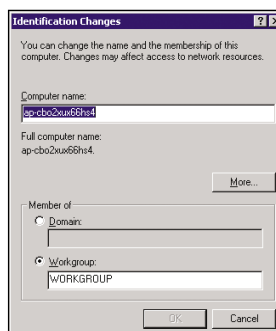 Identification Changes
You can change the name and the membership of this
computer. Changes may affect access to network resources.
Computer name:
ap-cbo2xux66hs4
Full computer name:
ap-cbo2xux66hs4.
More...
Member of
Domain:
Workgroup:
WORKGROUP
OK Cancel